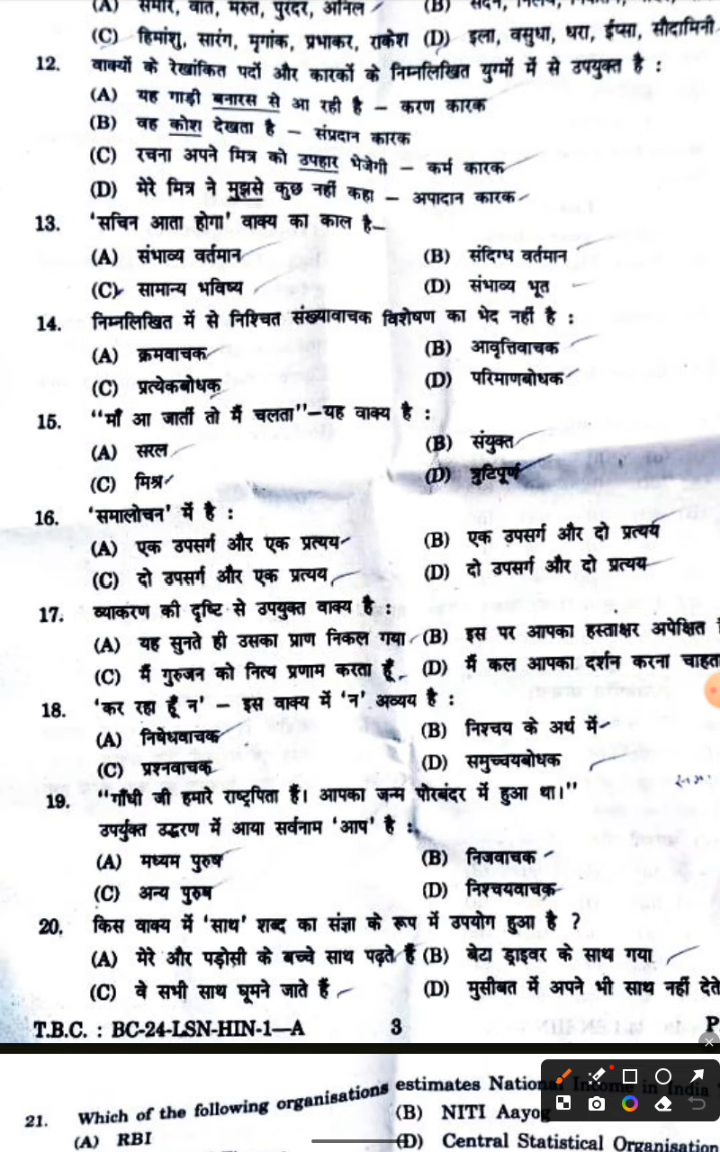 (A) समीर, वात, मरुत, पुरंदर, अनिल (B)
(C) हिमांशु, सारंग, मृगांक, प्रभाकर, राकेश (D) इला, वसुधा, धरा, ईप्सा, सौदामिनी
12. वाक्यों के रेखांकित पदों और कारकों के निम्नलिखित युग्मों में से उपयुक्त है :
(A) यह गाड़ी बनारस से आ रही है – करण कारक
(B) वह कोश देखता है – संप्रदान कारक
(C) रचना अपने मित्र को उपहार भेजेगी – कर्म कारक
(D) मेरे मित्र ने मुझसे कुछ नहीं कहा – अपादान कारक
13. ‘सचिन आता होगा’ वाक्य का काल है–
(A) संभाव्य वर्तमान (B) संदिग्ध वर्तमान
(C) सामान्य भविष्य (D) संभाव्य भूत
14. निम्नलिखित में से निश्चित संख्यावाचक विशेषण का भेद नहीं है :
(A) क्रमवाचक (B) आवृत्तिवाचक
(C) प्रत्येकबोधक (D) परिमाणबोधक
15. “माँ आ जातीं तो मैं चलता”–यह वाक्य है :
(A) सरल (B) संयुक्त
(C) मिश्र (D) त्रुटिपूर्ण
16. ‘समालोचन’ में है :
(A) एक उपसर्ग और एक प्रत्यय (B) एक उपसर्ग और दो प्रत्यय
(C) दो उपसर्ग और एक प्रत्यय (D) दो उपसर्ग और दो प्रत्यय
17. व्याकरण की दृष्टि से उपयुक्त वाक्य है :
(A) यह सुनते ही उसका प्राण निकल गया (B) इस पर आपका हस्ताक्षर अपेक्षित
(C) मैं गुरुजन को नित्य प्रणाम करता हूँ (D) मैं कल आपका दर्शन करना चाहता
18. ‘कर रहा हूँ न’ – इस वाक्य में ‘न’ अव्यय है :
(A) निषेधवाचक (B) निश्चय के अर्थ में
(C) प्रश्नवाचक (D) समुच्चयबोधक
19. “गाँधी जी हमारे राष्ट्रपिता हैं। आपका जन्म पोरबंदर में हुआ था।”
उपर्युक्त उद्धरण में आया सर्वनाम ‘आप’ है :
(A) मध्यम पुरुष (B) निजवाचक
(C) अन्य पुरुष (D) निश्चयवाचक
20. किस वाक्य में ‘साथ’ शब्द का संज्ञा के रूप में उपयोग हुआ है ?
(A) मेरे और पड़ोसी के बच्चे साथ पढ़ते हैं (B) बेटा ड्राइवर के साथ गया
(C) वे सभी साथ घूमने जाते हैं (D) मुसीबत में अपने भी साथ नहीं देते
T.B.C. : BC-24-LSN-HIN-1—A 3 P
21. Which of the following organisations estimates National Income in India
(A) RBI (B) NITI Aayog
(D) Central Statistical Organisation